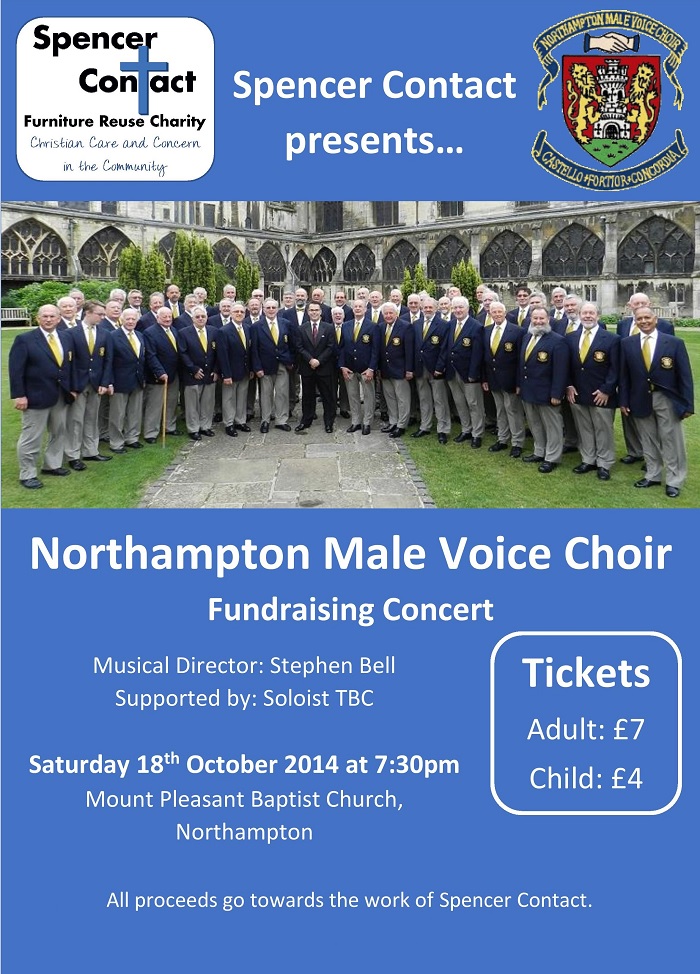 Spencer
Contact
Furniture Reuse Charity
Christian Care and Concern
in the Community
Spencer Contact
presents...
NORTHAMPTON MALE VOICE CHOIR
CASTELLO FORTIOR CONCORDIA
Northampton Male Voice Choir
Fundraising Concert
Musical Director: Stephen Bell
Supported by: Soloist TBC
Saturday 18th October 2014 at 7:30pm
Mount Pleasant Baptist Church,
Northampton
Tickets
Adult: £7
Child: £4
All proceeds go towards the work of Spencer Contact.